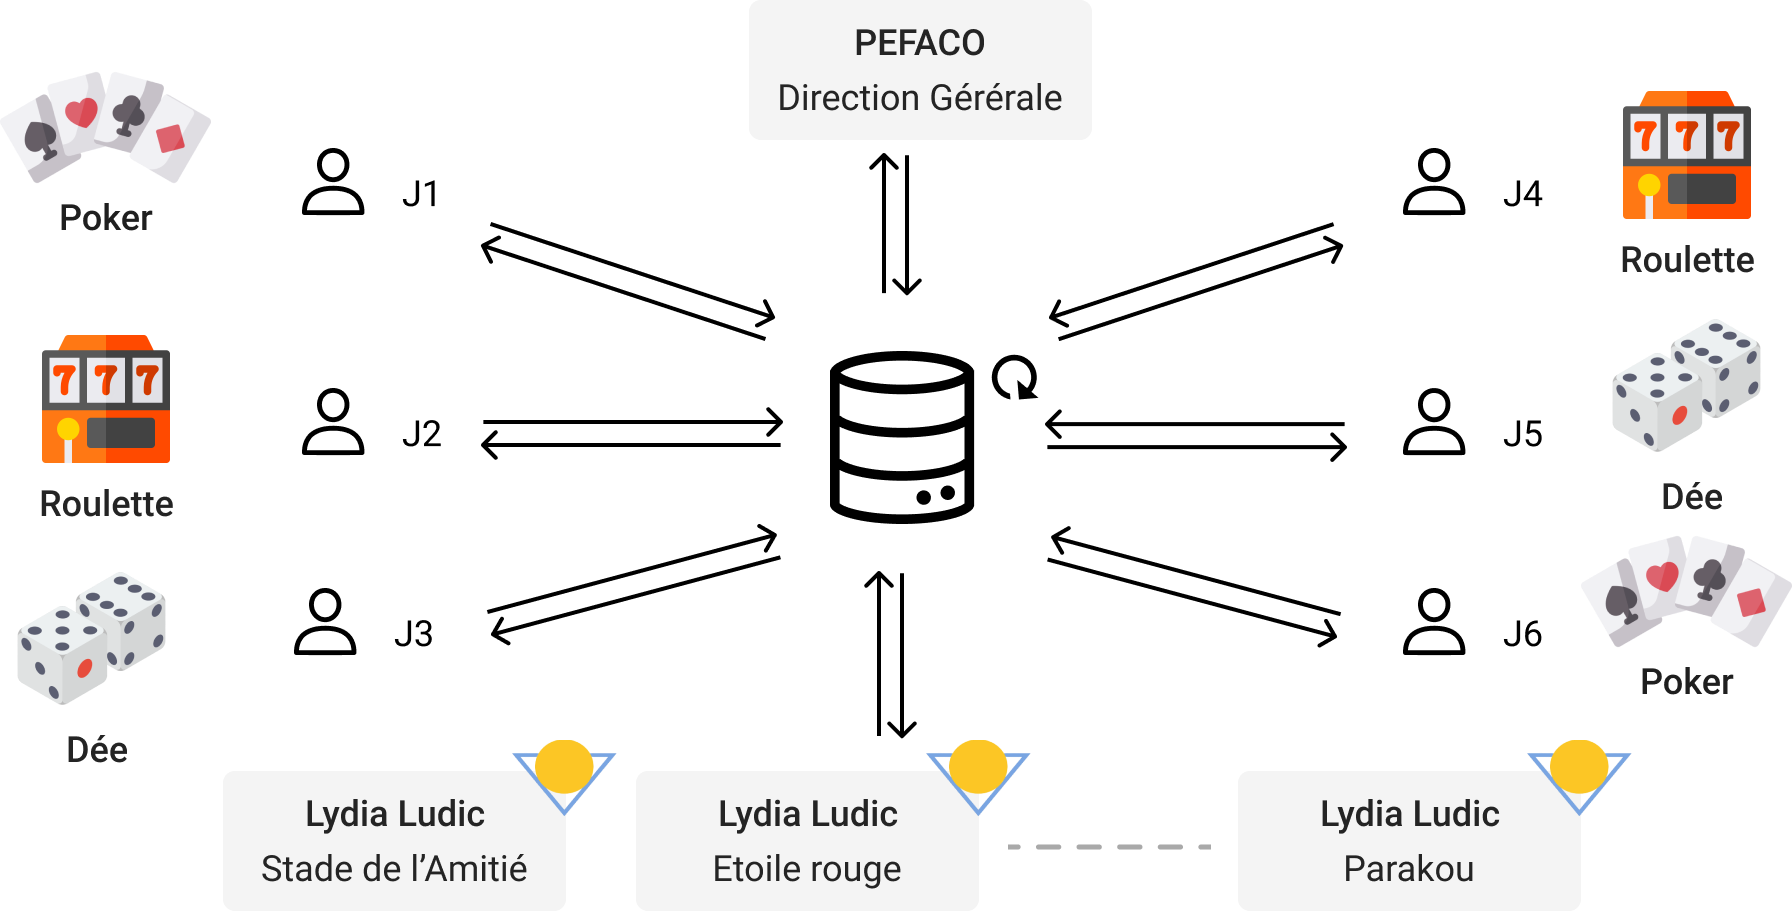 PEFACO
Direction Gérérale
Poker
J1
J4
Roulette
777
777
Roulette
J2
J5
Dée
J3
J6
Poker
Dée
Lydia Ludic
Stade de l’Amitié
Lydia Ludic
Etoile rouge
Lydia Ludic
Parakou